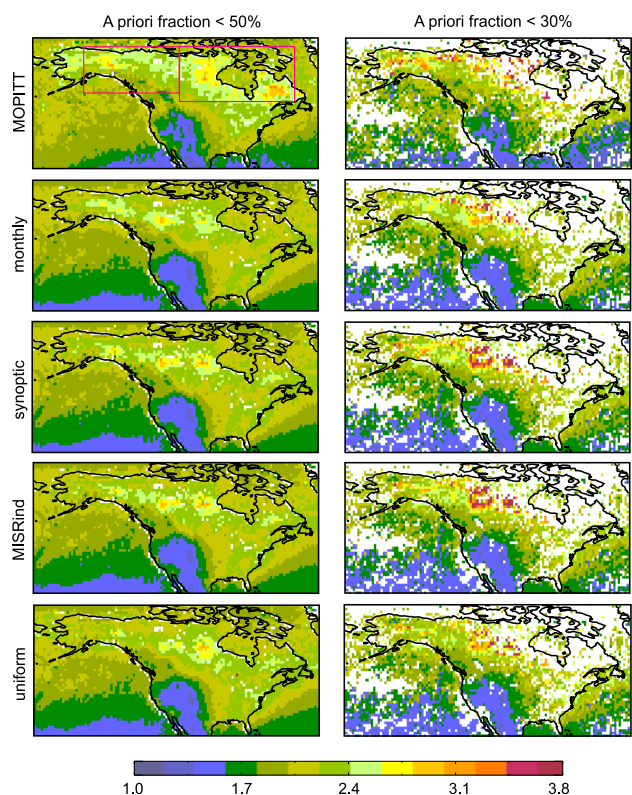 A priori fraction < 50%
A priori fraction < 30%
MOPITT
monthly
synoptic
MISRind
uniform
1.0 1.7 2.4 3.1 3.8